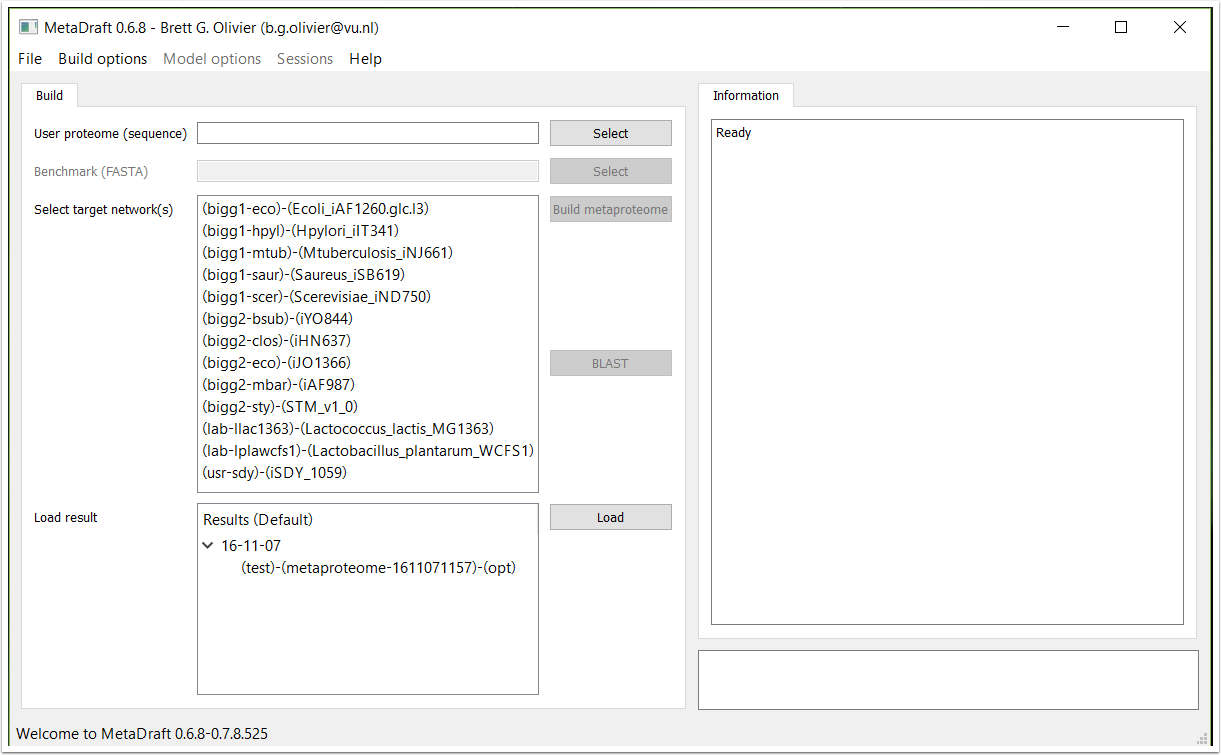 MetaDraft 0.6.8 - Brett G. Olivier (b.g.olivier@vu.nl)
File Build options Model options Sessions Help
Build
User proteome (sequence) Select
Benchmark (FASTA) Select
Select target network(s) Build metaproteome
(bigg1-eco)-(Ecoli_iAF1260.glc.l3)
(bigg1-hpyl)-(Hpylori_iIT341)
(bigg1-mtub)-(Mtuberculosis_iNJ661)
(bigg1-saur)-(Saureus_iSB619)
(bigg1-scer)-(Scerevisiae_iND750)
(bigg2-bsub)-(iYO844)
(bigg2-clos)-(iHN637)
(bigg2-eco)-(iJO1366)
(bigg2-mbar)-(iAF987)
(bigg2-sty)-(STM_v1_0)
(lab-llac1363)-(Lactococcus_lactis_MG1363)
(lab-lplawcfs1)-(Lactobacillus_plantarum_WCFS1)
(usr-sdy)-(iSDY_1059)
BLAST
Load result Load
Results (Default)
16-11-07
(test)-(metaproteome-1611071157)-(opt)
Information
Ready
Welcome to MetaDraft 0.6.8-0.7.8.525